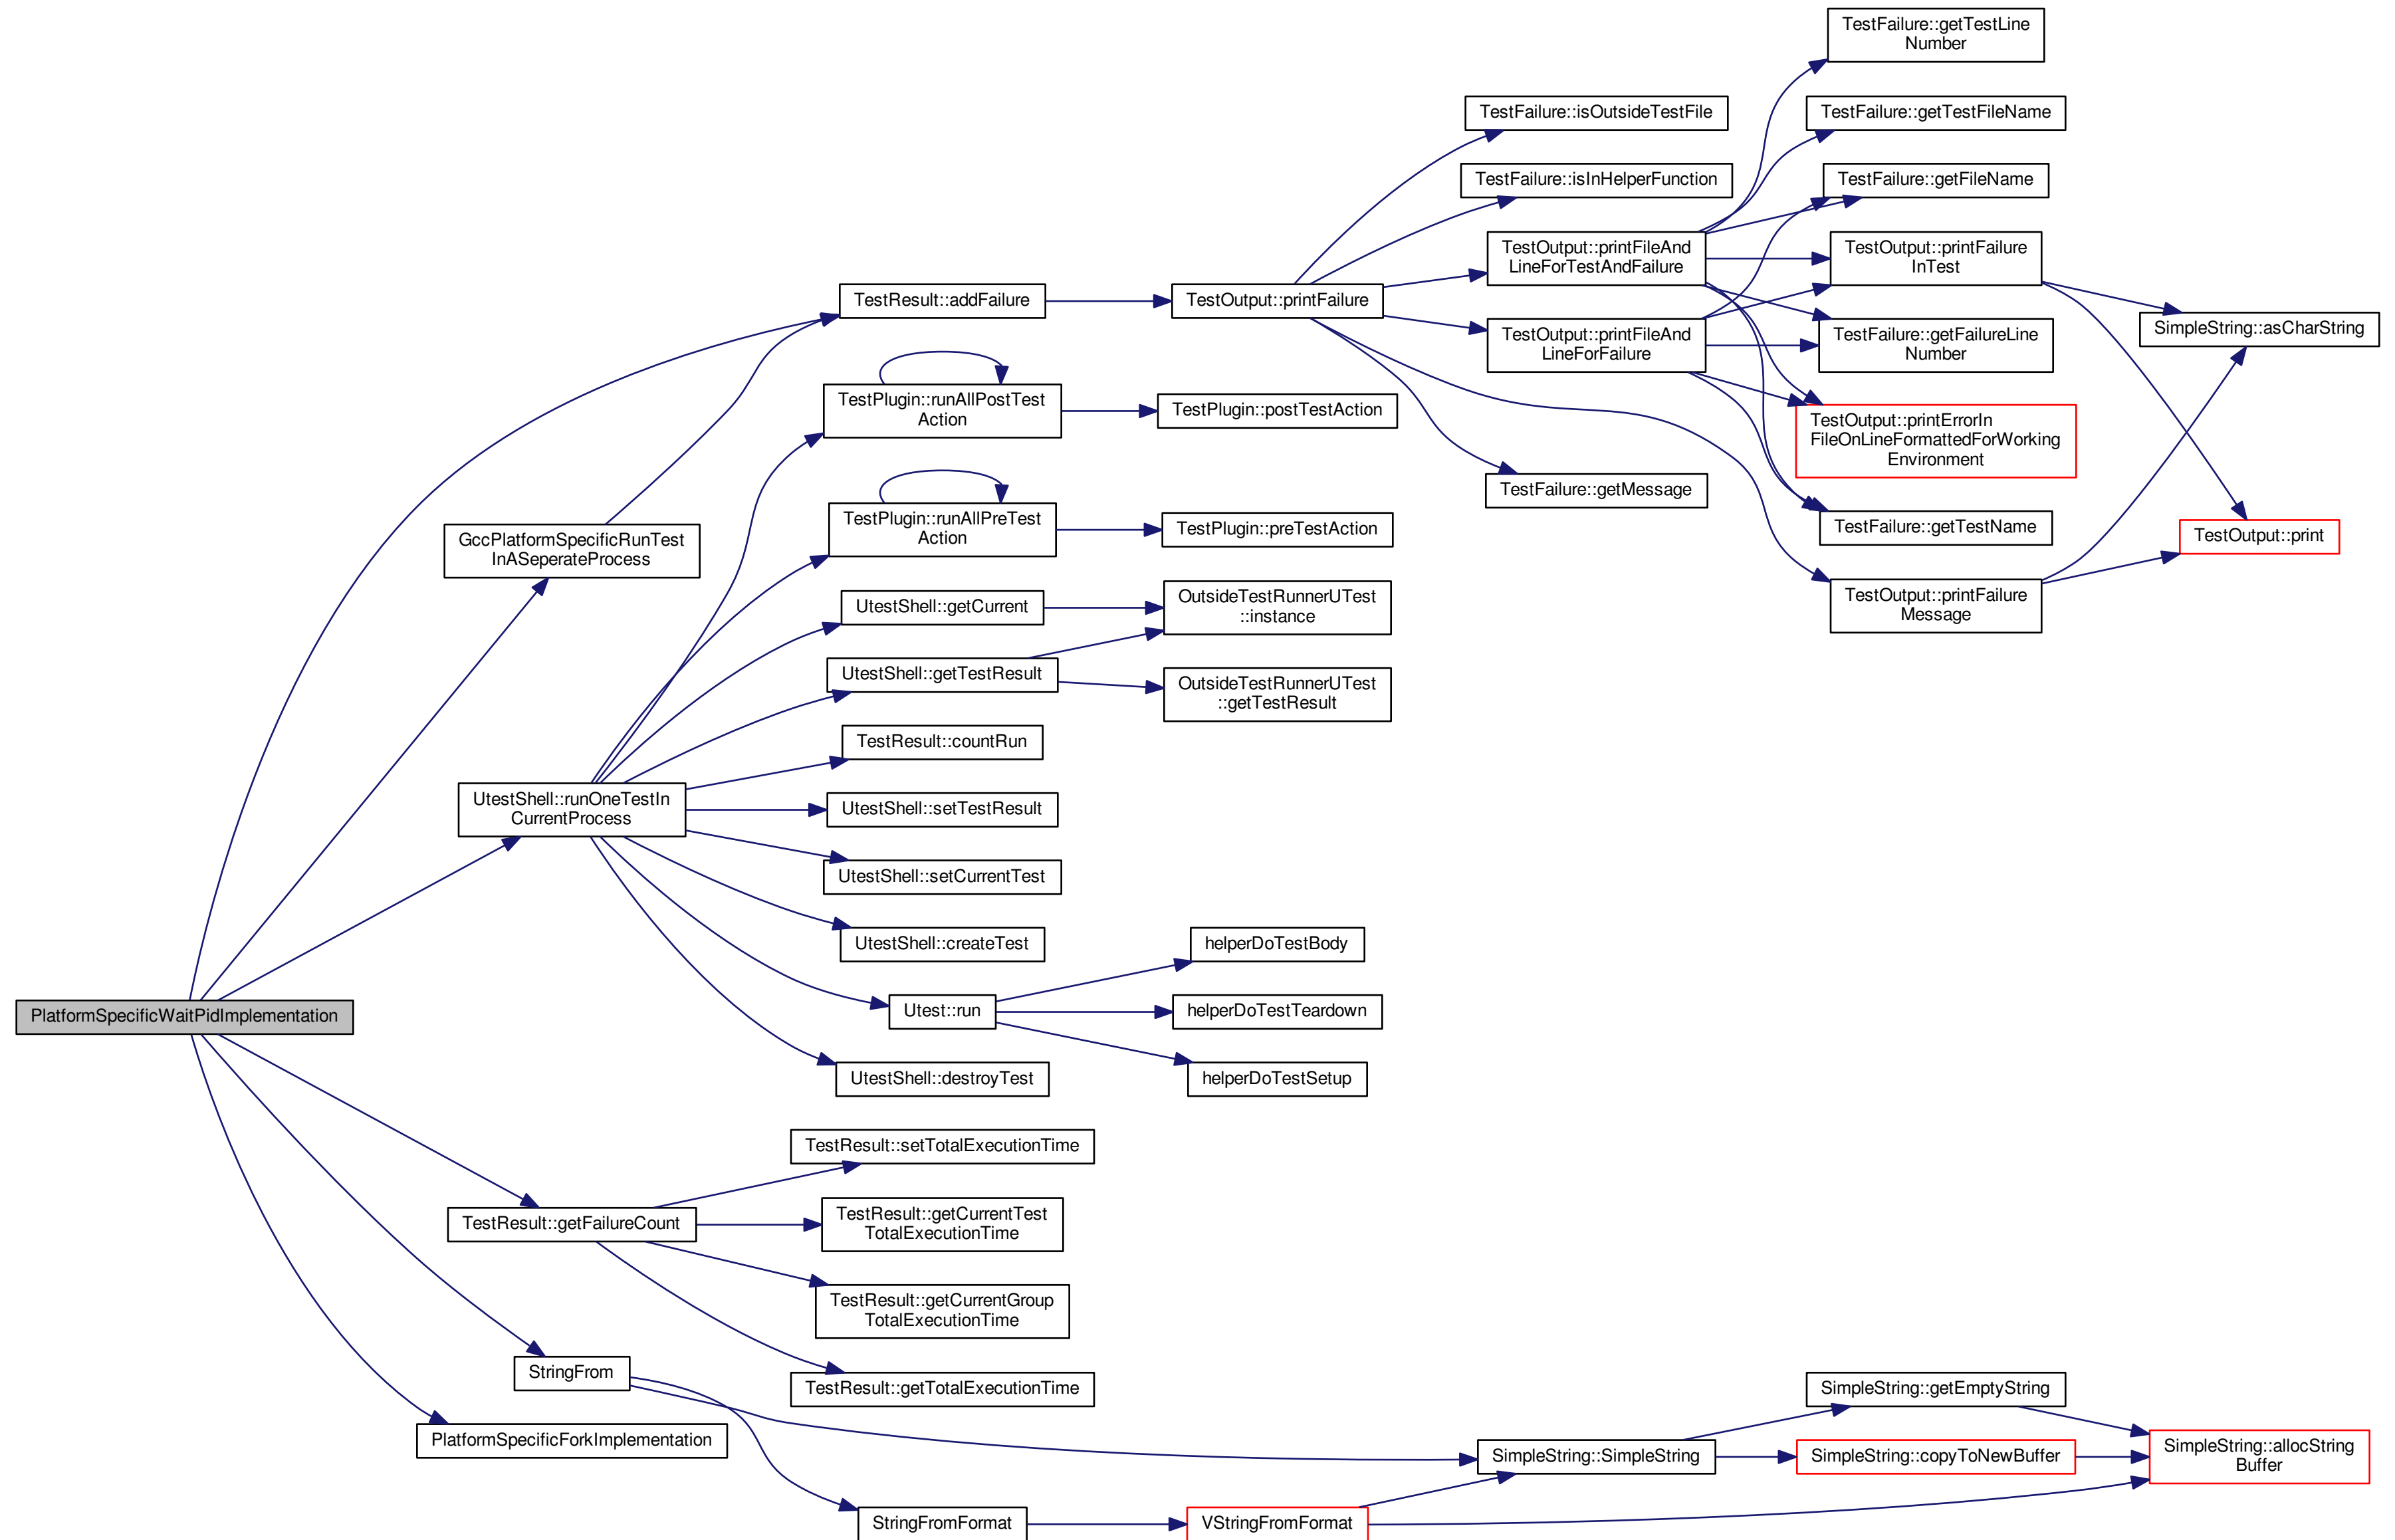 TestFailure::getTestLine
Number
TestFailure::isOutsideTestFile
TestFailure::getTestFileName
TestFailure::isInHelperFunction
TestFailure::getFileName
TestOutput::printFileAnd
LineForTestAndFailure
TestOutput::printFailure
InTest
TestResult::addFailure
TestOutput::printFailure
TestOutput::printFileAnd
LineForFailure
TestFailure::getFailureLine
Number
SimpleString::asCharString
TestPlugin::runAllPostTest
Action
TestPlugin::postTestAction
TestOutput::printErrorIn
FileOnLineFormattedForWorking
Environment
TestFailure::getMessage
TestPlugin::runAllPreTest
Action
TestPlugin::preTestAction
TestFailure::getTestName
TestOutput::print
GccPlatformSpecificRunTest
InASeperateProcess
UtestShell::getCurrent
OutsideTestRunnerUTest
::instance
TestOutput::printFailure
Message
UtestShell::getTestResult
OutsideTestRunnerUTest
::getTestResult
TestResult::countRun
UtestShell::runOneTestIn
CurrentProcess
UtestShell::setTestResult
UtestShell::setCurrentTest
UtestShell::createTest
helperDoTestBody
PlatformSpecificWaitPidImplementation
Utest::run
helperDoTestTeardown
UtestShell::destroyTest
helperDoTestSetup
TestResult::setTotalExecutionTime
TestResult::getFailureCount
TestResult::getCurrentTest
TotalExecutionTime
TestResult::getCurrentGroup
TotalExecutionTime
StringFrom
TestResult::getTotalExecutionTime
SimpleString::getEmptyString
PlatformSpecificForkImplementation
SimpleString::SimpleString
SimpleString::copyToNewBuffer
SimpleString::allocString
Buffer
StringFromFormat
VStringFromFormat